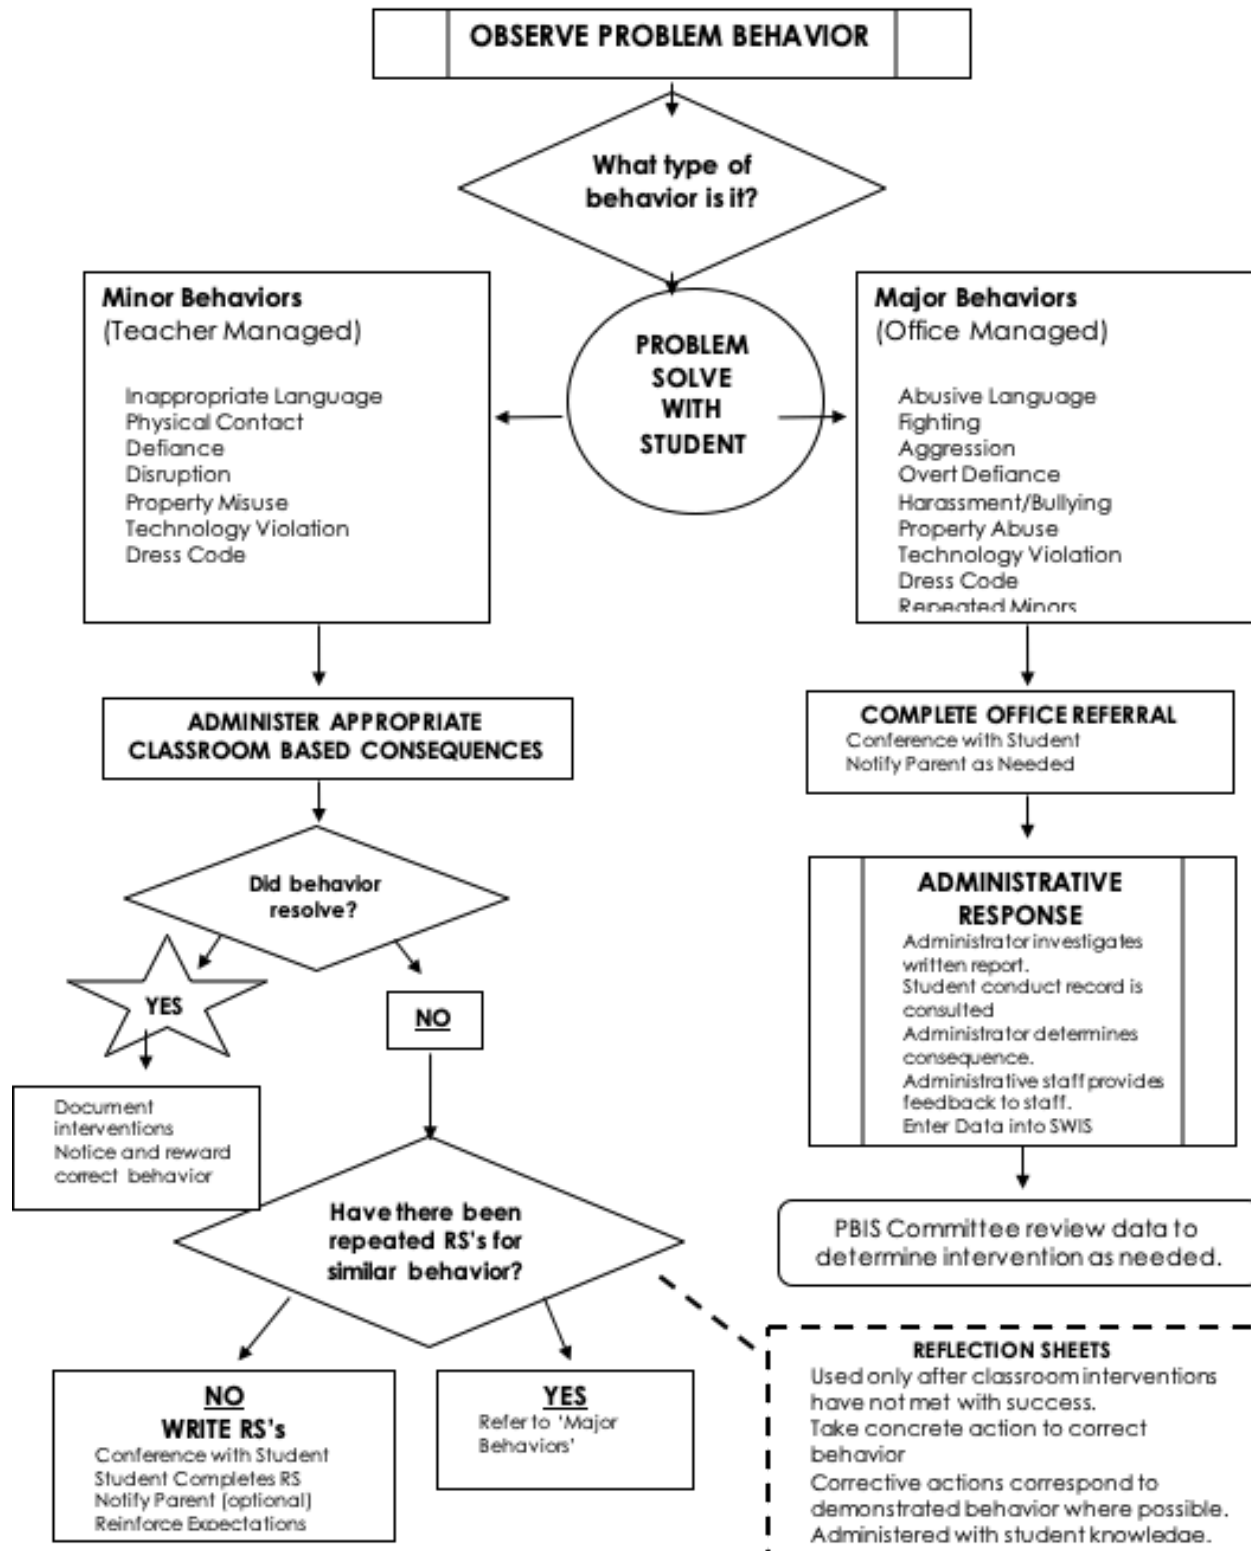 OBSERVE PROBLEM BEHAVIOR
What type of
behavior is it?
Minor Behaviors
(Teacher Managed)
Inappropriate Language
Physical Contact
Defiance
Disruption
Property Misuse
Technology Violation
Dress Code
PROBLEM
SOLVE
WITH
STUDENT
Major Behaviors
(Office Managed)
Abusive Language
Fighting
Aggression
Overt Defiance
Harassment/Bullying
Property Abuse
Technology Violation
Dress Code
Repeated Minors
ADMINISTER APPROPRIATE
CLASSROOM BASED CONSEQUENCES
COMPLETE OFFICE REFERRAL
Conference with Student
Notify Parent as Needed
Did behavior
resolve?
YES
NO
Document
interventions
Notice and reward
correct behavior
ADMINISTRATIVE
RESPONSE
Administrator investigates
written report.
Student conduct record is
consulted
Administrator determines
consequence.
Administrative staff provides
feedback to staff.
Enter Data into SWIS
Have there been
repeated RS's for
similar behavior?
PBIS Committee review data to
determine intervention as needed.
NO
WRITE RS's
Conference with Student
Student Completes RS
Notify Parent (optional)
Reinforce Expectations
YES
Refer to 'Major
Behaviors'
REFLECTION SHEETS
Used only after classroom interventions
have not met with success.
Take concrete action to correct
behavior
Corrective actions correspond to
demonstrated behavior where possible.
Administered with student knowledge.